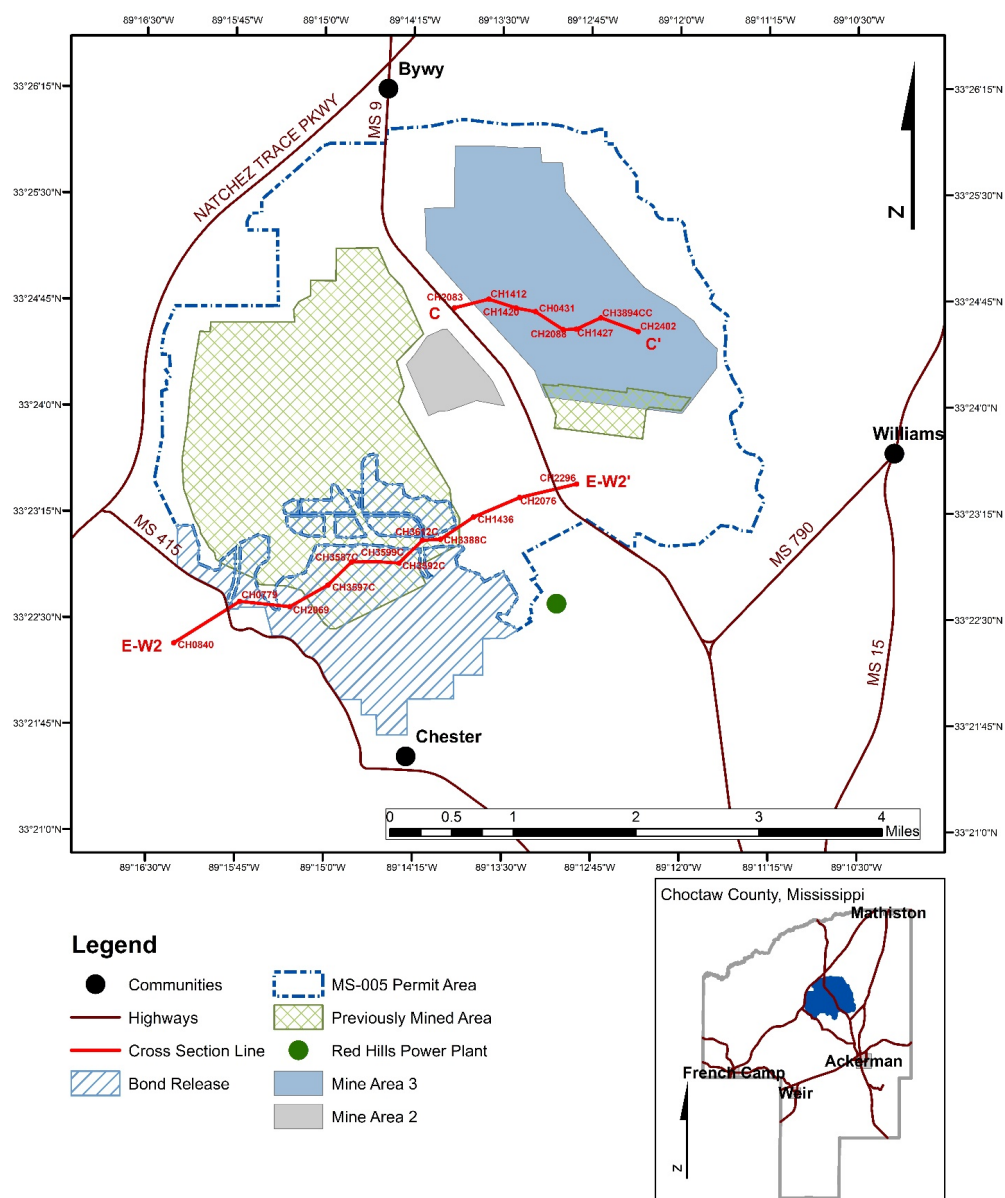 89°16'30"W 89°15'45"W 89°15'0"W 89°14'15"W 89°13'30"W 89°12'45"W 89°12'0"W 89°11'15"W 89°10'30"W
33°26'15"N
33°25'30"N
33°24'45"N
33°24'0"N
33°23'15"N
33°22'30"N
33°21'45"N
33°21'0"N
33°26'15"N
33°25'30"N
33°24'45"N
33°24'0"N
33°23'15"N
33°22'30"N
33°21'45"N
33°21'0"N
Bywy
MS 9
NATCHEZ TRACE PKWY
N
CH2083
CH1412
CH1420
CH0431
CH3894CC
CH2088
CH1427
CH2402
C
C'
Williams
CH2296
E-W2'
CH2076
CH1436
CH3612C
CH3388C
CH3587C
CH3599C
CH3592C
CH3597C
CH0779
CH2069
E-W2
CH0840
MS 415
MS 790
MS 15
Chester
0 0.5 1 2 3 4
Miles
89°16'30"W 89°15'45"W 89°15'0"W 89°14'15"W 89°13'30"W 89°12'45"W 89°12'0"W 89°11'15"W 89°10'30"W
Legend
Communities
Highways
Cross Section Line
Bond Release
MS-005 Permit Area
Previously Mined Area
Red Hills Power Plant
Mine Area 3
Mine Area 2
Choctaw County, Mississippi
Mathiston
Ackerman
French Camp
Weir
N